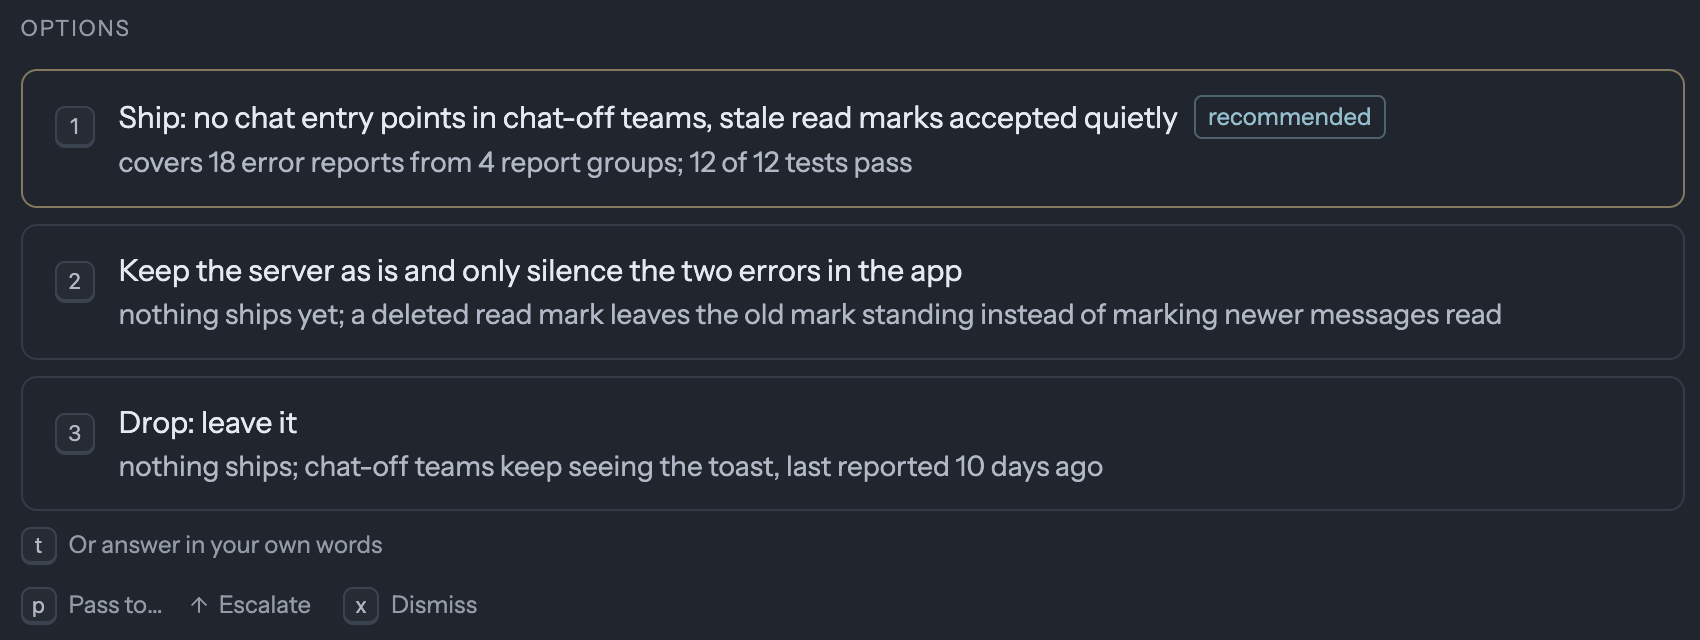 OPTIONS
1
Ship: no chat entry points in chat-off teams, stale read marks accepted quietly recommended
covers 18 error reports from 4 report groups; 12 of 12 tests pass
2
Keep the server as is and only silence the two errors in the app
nothing ships yet; a deleted read mark leaves the old mark standing instead of marking newer messages read
3
Drop: leave it
nothing ships; chat-off teams keep seeing the toast, last reported 10 days ago
t Or answer in your own words
p Pass to... ↑ Escalate x Dismiss